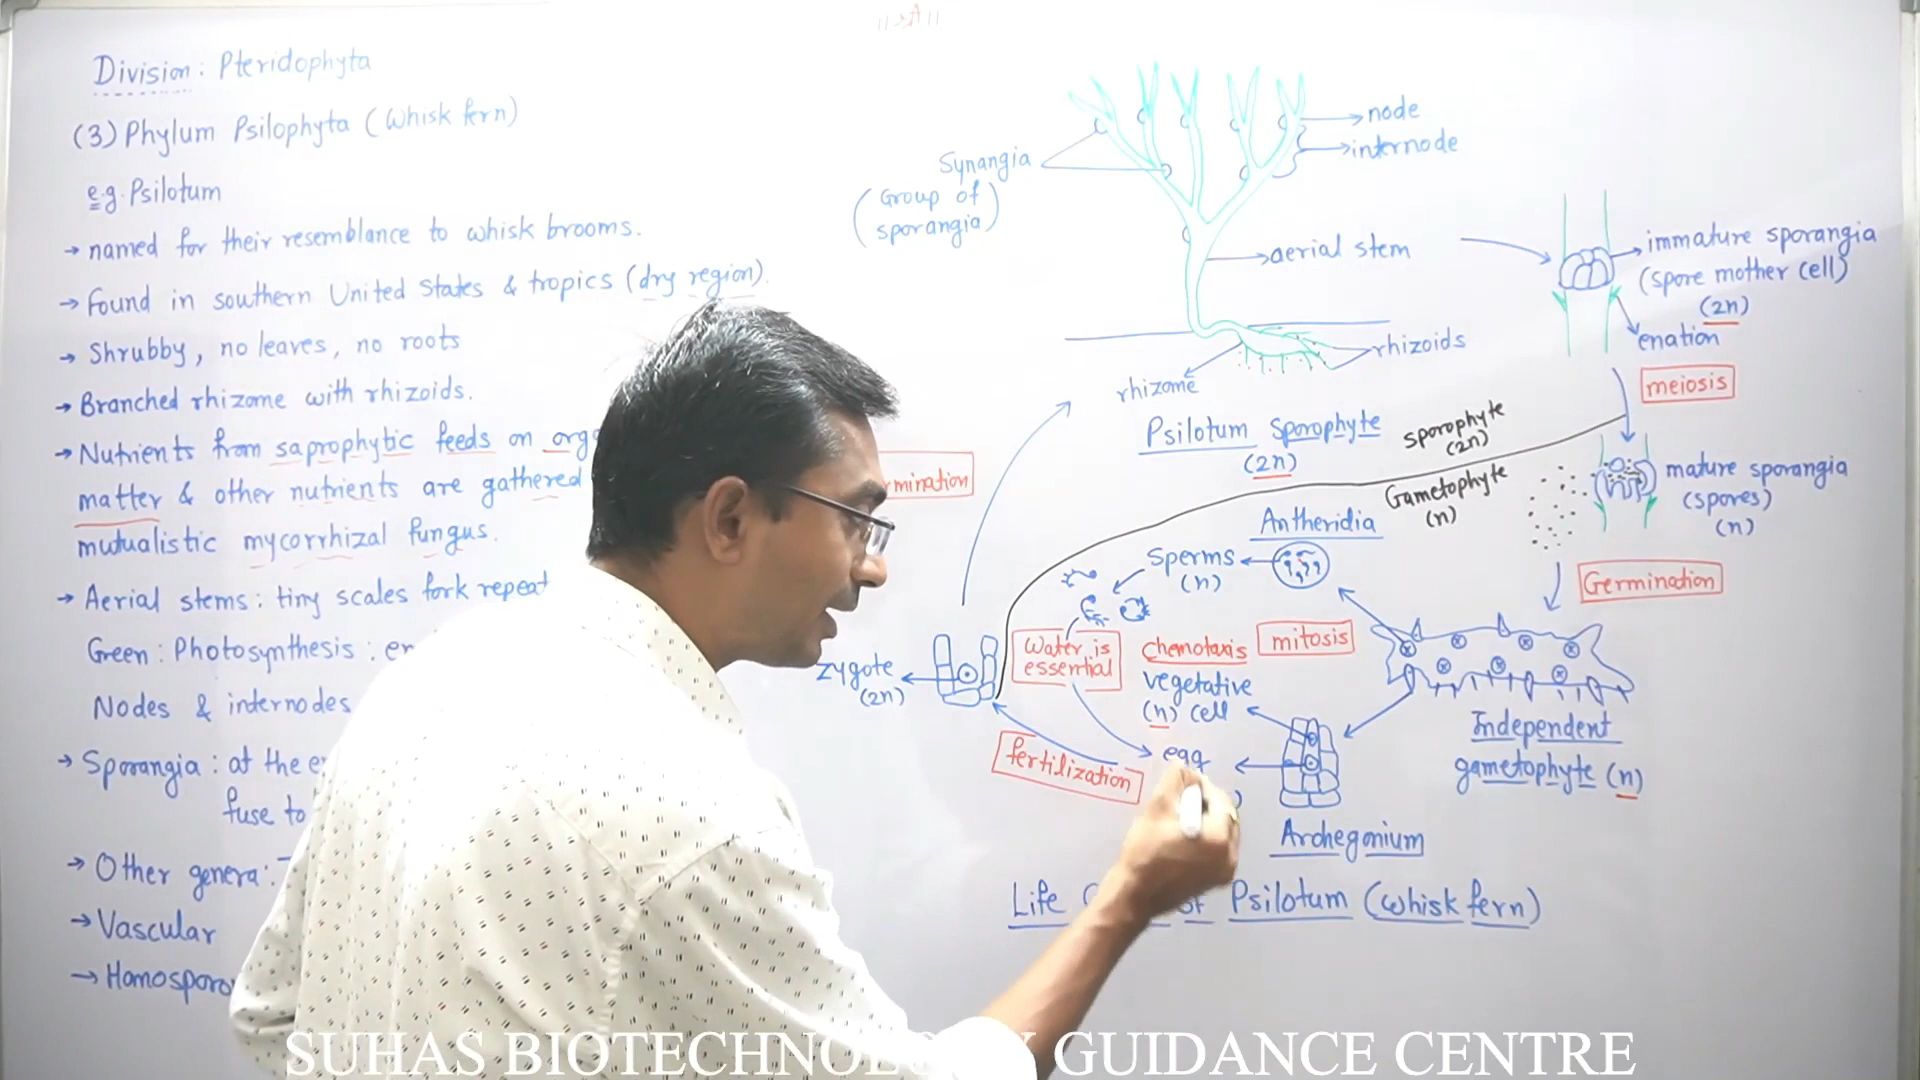 ॥ श्री ॥
Division: Pteridophyta
(3) Phylum Psilophyta (Whisk fern)
e.g. Psilotum
→ named for their resemblance to whisk brooms.
→ found in southern United States & tropics (dry region).
→ Shrubby, no leaves, no roots
→ Branched rhizome with rhizoids.
→ Nutrients from saprophytic feeds on
matter & other nutrients are gathered
mutualistic mycorrhizal fungus.
→ Aerial stems: tiny scales fork repeat
Green: Photosynthesis:
Nodes & internodes
→ Sporangia: at the
fuse to
→ Other genera:
→ Vascular
→ Homosporo
node
internode
Synangia
(Group of
sporangia)
aerial stem
rhizoids
rhizome
Psilotum Sporophyte
(2n)
immature sporangia
(spore mother cell)
(2n)
enation
meiosis
sporophyte
(2n)
Gametophyte
(n)
mature sporangia
(spores)
(n)
Germination
rmination
Antheridia
Sperms
(n)
Water is
essential
Chemotaxis
mitosis
vegetative
(n) cell
zygote
(2n)
fertilization
egg
Independent
gametophyte (n)
Archegonium
Life of Psilotum (whisk fern)
SUHAS BIOTECHNOLOGY GUIDANCE CENTRE